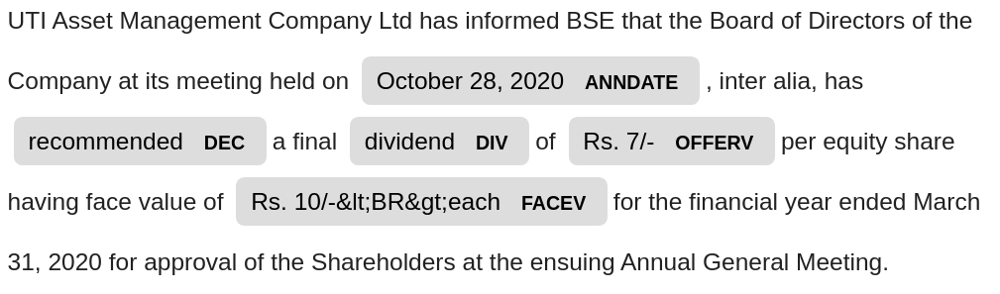 UTI Asset Management Company Ltd has informed BSE that the Board of Directors of the
Company at its meeting held on October 28, 2020 ANNDATE , inter alia, has
recommended DEC a final dividend DIV of Rs. 7/- OFFERV per equity share
having face value of Rs. 10/-&lt;BR&gt;each FACEV for the financial year ended March
31, 2020 for approval of the Shareholders at the ensuing Annual General Meeting.